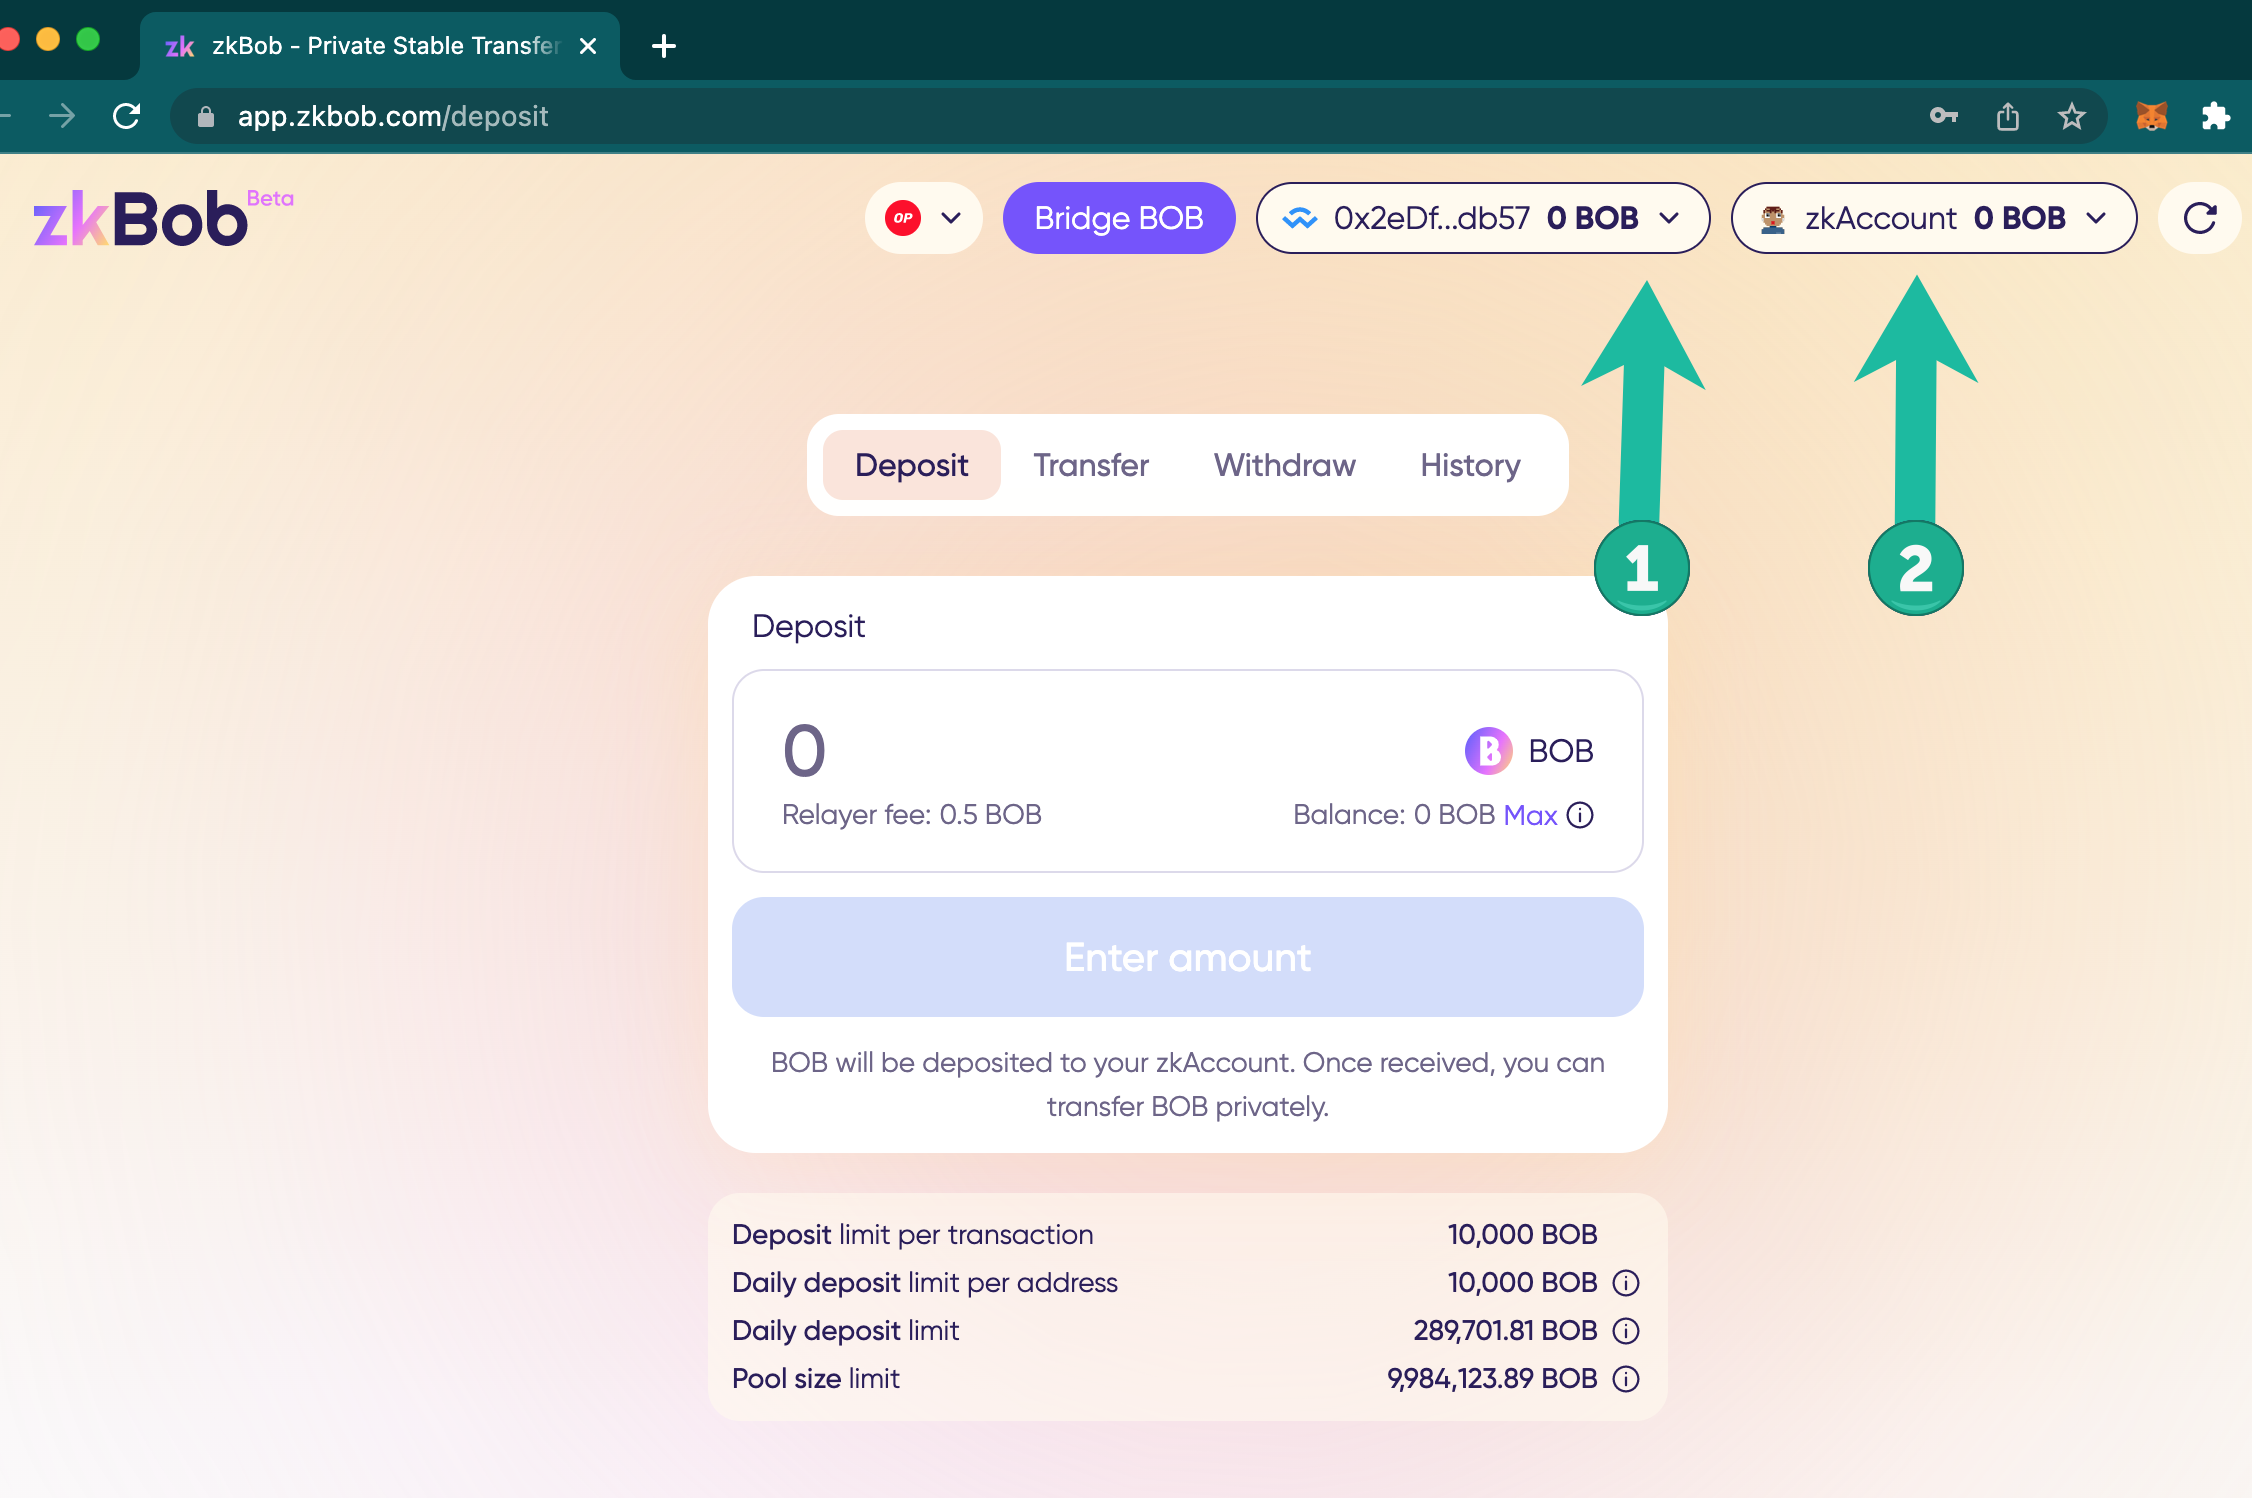 zk zkBob - Private Stable Transfer
app.zkbob.com/deposit
zkBob Beta
OP
Bridge BOB
0x2eDf...db57 0 BOB
zkAccount 0 BOB
Deposit
Transfer
Withdraw
History
1
2
Deposit
0
B BOB
Relayer fee: 0.5 BOB
Balance: 0 BOB Max
Enter amount
BOB will be deposited to your zkAccount. Once received, you can
transfer BOB privately.
Deposit limit per transaction 10,000 BOB
Daily deposit limit per address 10,000 BOB
Daily deposit limit 289,701.81 BOB
Pool size limit 9,984,123.89 BOB